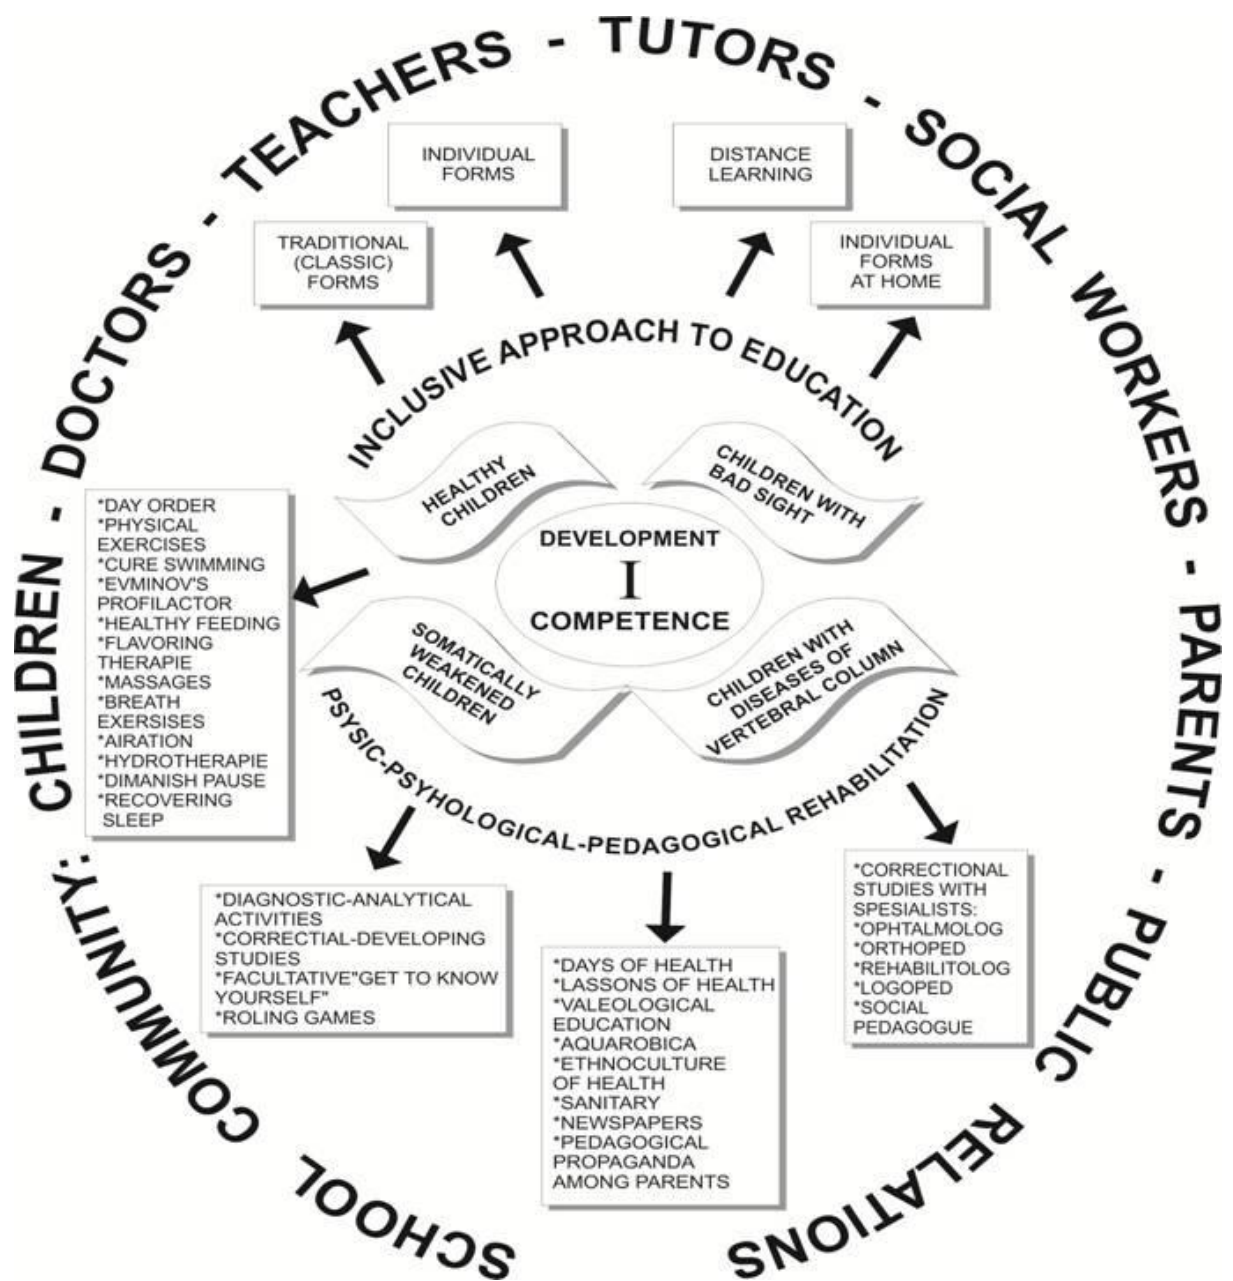 SCHOOL COMMUNITY: CHILDREN - DOCTORS - TEACHERS - TUTORS - SOCIAL WORKERS - PARENTS - PUBLIC RELATIONS
INDIVIDUAL
FORMS
DISTANCE
LEARNING
TRADITIONAL
(CLASSIC)
FORMS
INDIVIDUAL
FORMS
AT HOME
INCLUSIVE APPROACH TO EDUCATION
HEALTHY
CHILDREN
CHILDREN WITH
BAD SIGHT
DEVELOPMENT
I
COMPETENCE
SOMATICALLY
WEAKENED
CHILDREN
CHILDREN WITH
DISEASES OF
VERTEBRAL COLUMN
PSYSIC-PSYHOLOGICAL-PEDAGOGICAL REHABILITATION
*DAY ORDER
*PHYSICAL
EXERCISES
*CURE SWIMMING
*EVMINOV'S
PROFILACTOR
*HEALTHY FEEDING
*FLAVORING
THERAPIE
*MASSAGES
*BREATH
EXERSISES
*AIRATION
*HYDROTHERAPIE
*DIMANISH PAUSE
*RECOVERING
SLEEP
*DIAGNOSTIC-ANALYTICAL
ACTIVITIES
*CORRECTIAL-DEVELOPING
STUDIES
*FACULTATIVE"GET TO KNOW
YOURSELF"
*ROLING GAMES
*DAYS OF HEALTH
*LASSONS OF HEALTH
*VALEOLOGICAL
EDUCATION
*AQUAROBICA
*ETHNOCULTURE
OF HEALTH
*SANITARY
*NEWSPAPERS
*PEDAGOGICAL
PROPAGANDA
AMONG PARENTS
*CORRECTIONAL
STUDIES WITH
SPESIALISTS:
*OPHTALMOLOG
*ORTHOPED
*REHABILITOLOG
*LOGOPED
*SOCIAL
PEDAGOGUE